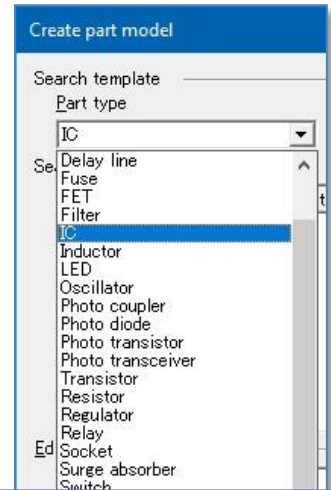 Create part model
Search template
Part type
IC
Se
Delay line
Fuse
FET
Filter
IC
Inductor
LED
Oscillator
Photo coupler
Photo diode
Photo transistor
Photo transceiver
Transistor
Resistor
Regulator
Relay
Ed
Socket
Surge absorber
Switch